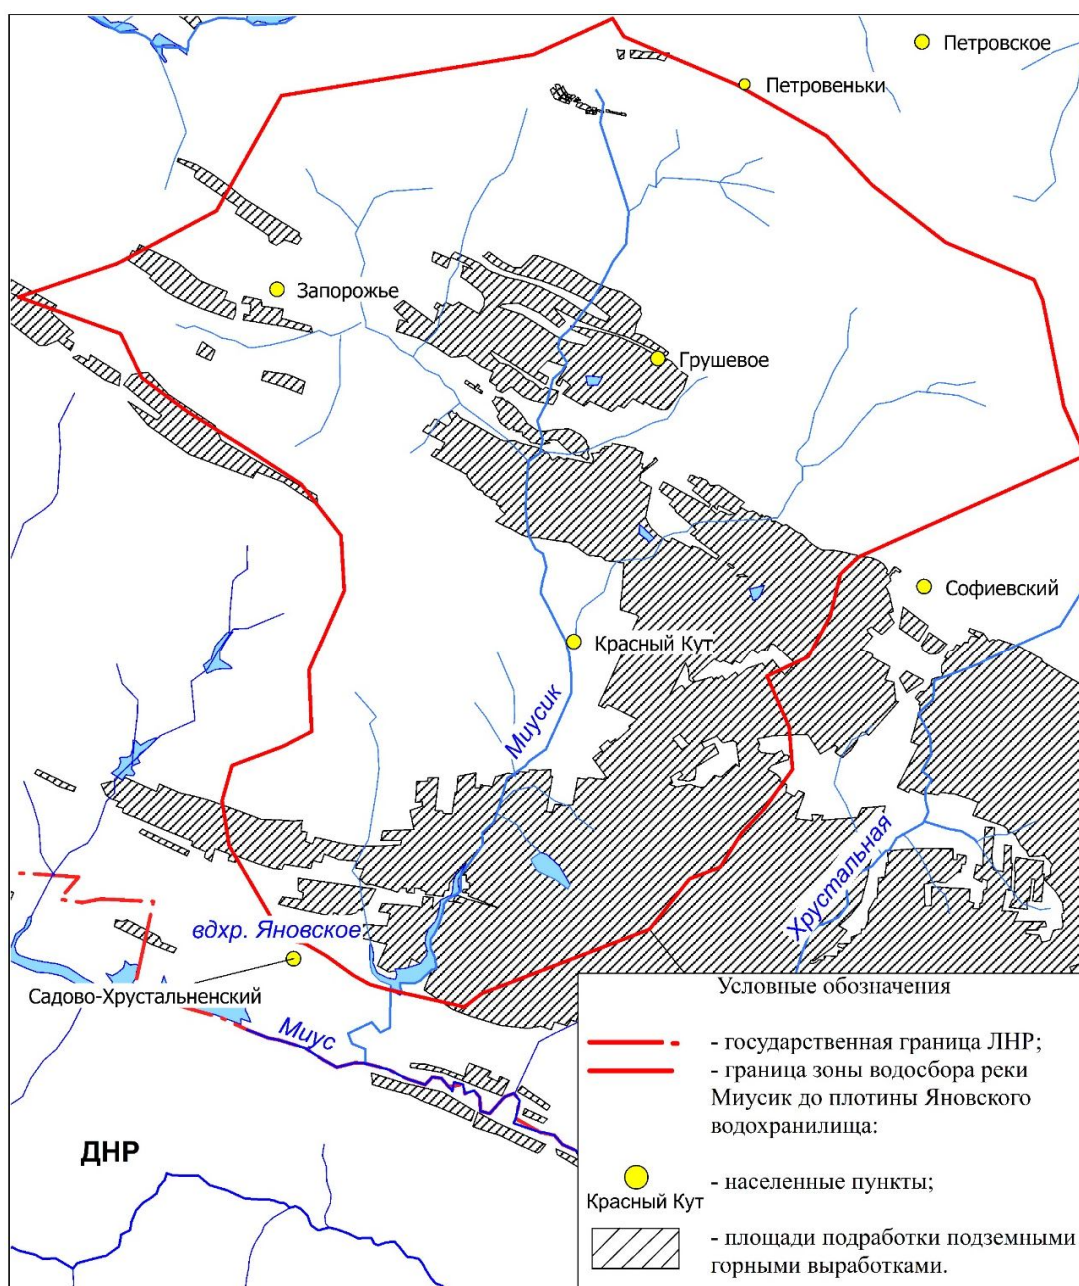 Петровское
Петровеньки
Запорожье
Грушевое
Софиевский
Красный Кут
Миусик
Хрустальная
вдхр. Яновское
Садово-Хрустальненский
Миус
ДНР
Условные обозначения
- государственная граница ЛНР;
- граница зоны водосбора реки
Миусик до плотины Яновского
водохранилища:
- населенные пункты;
Красный Кут
- площади подработки подземными
горными выработками.